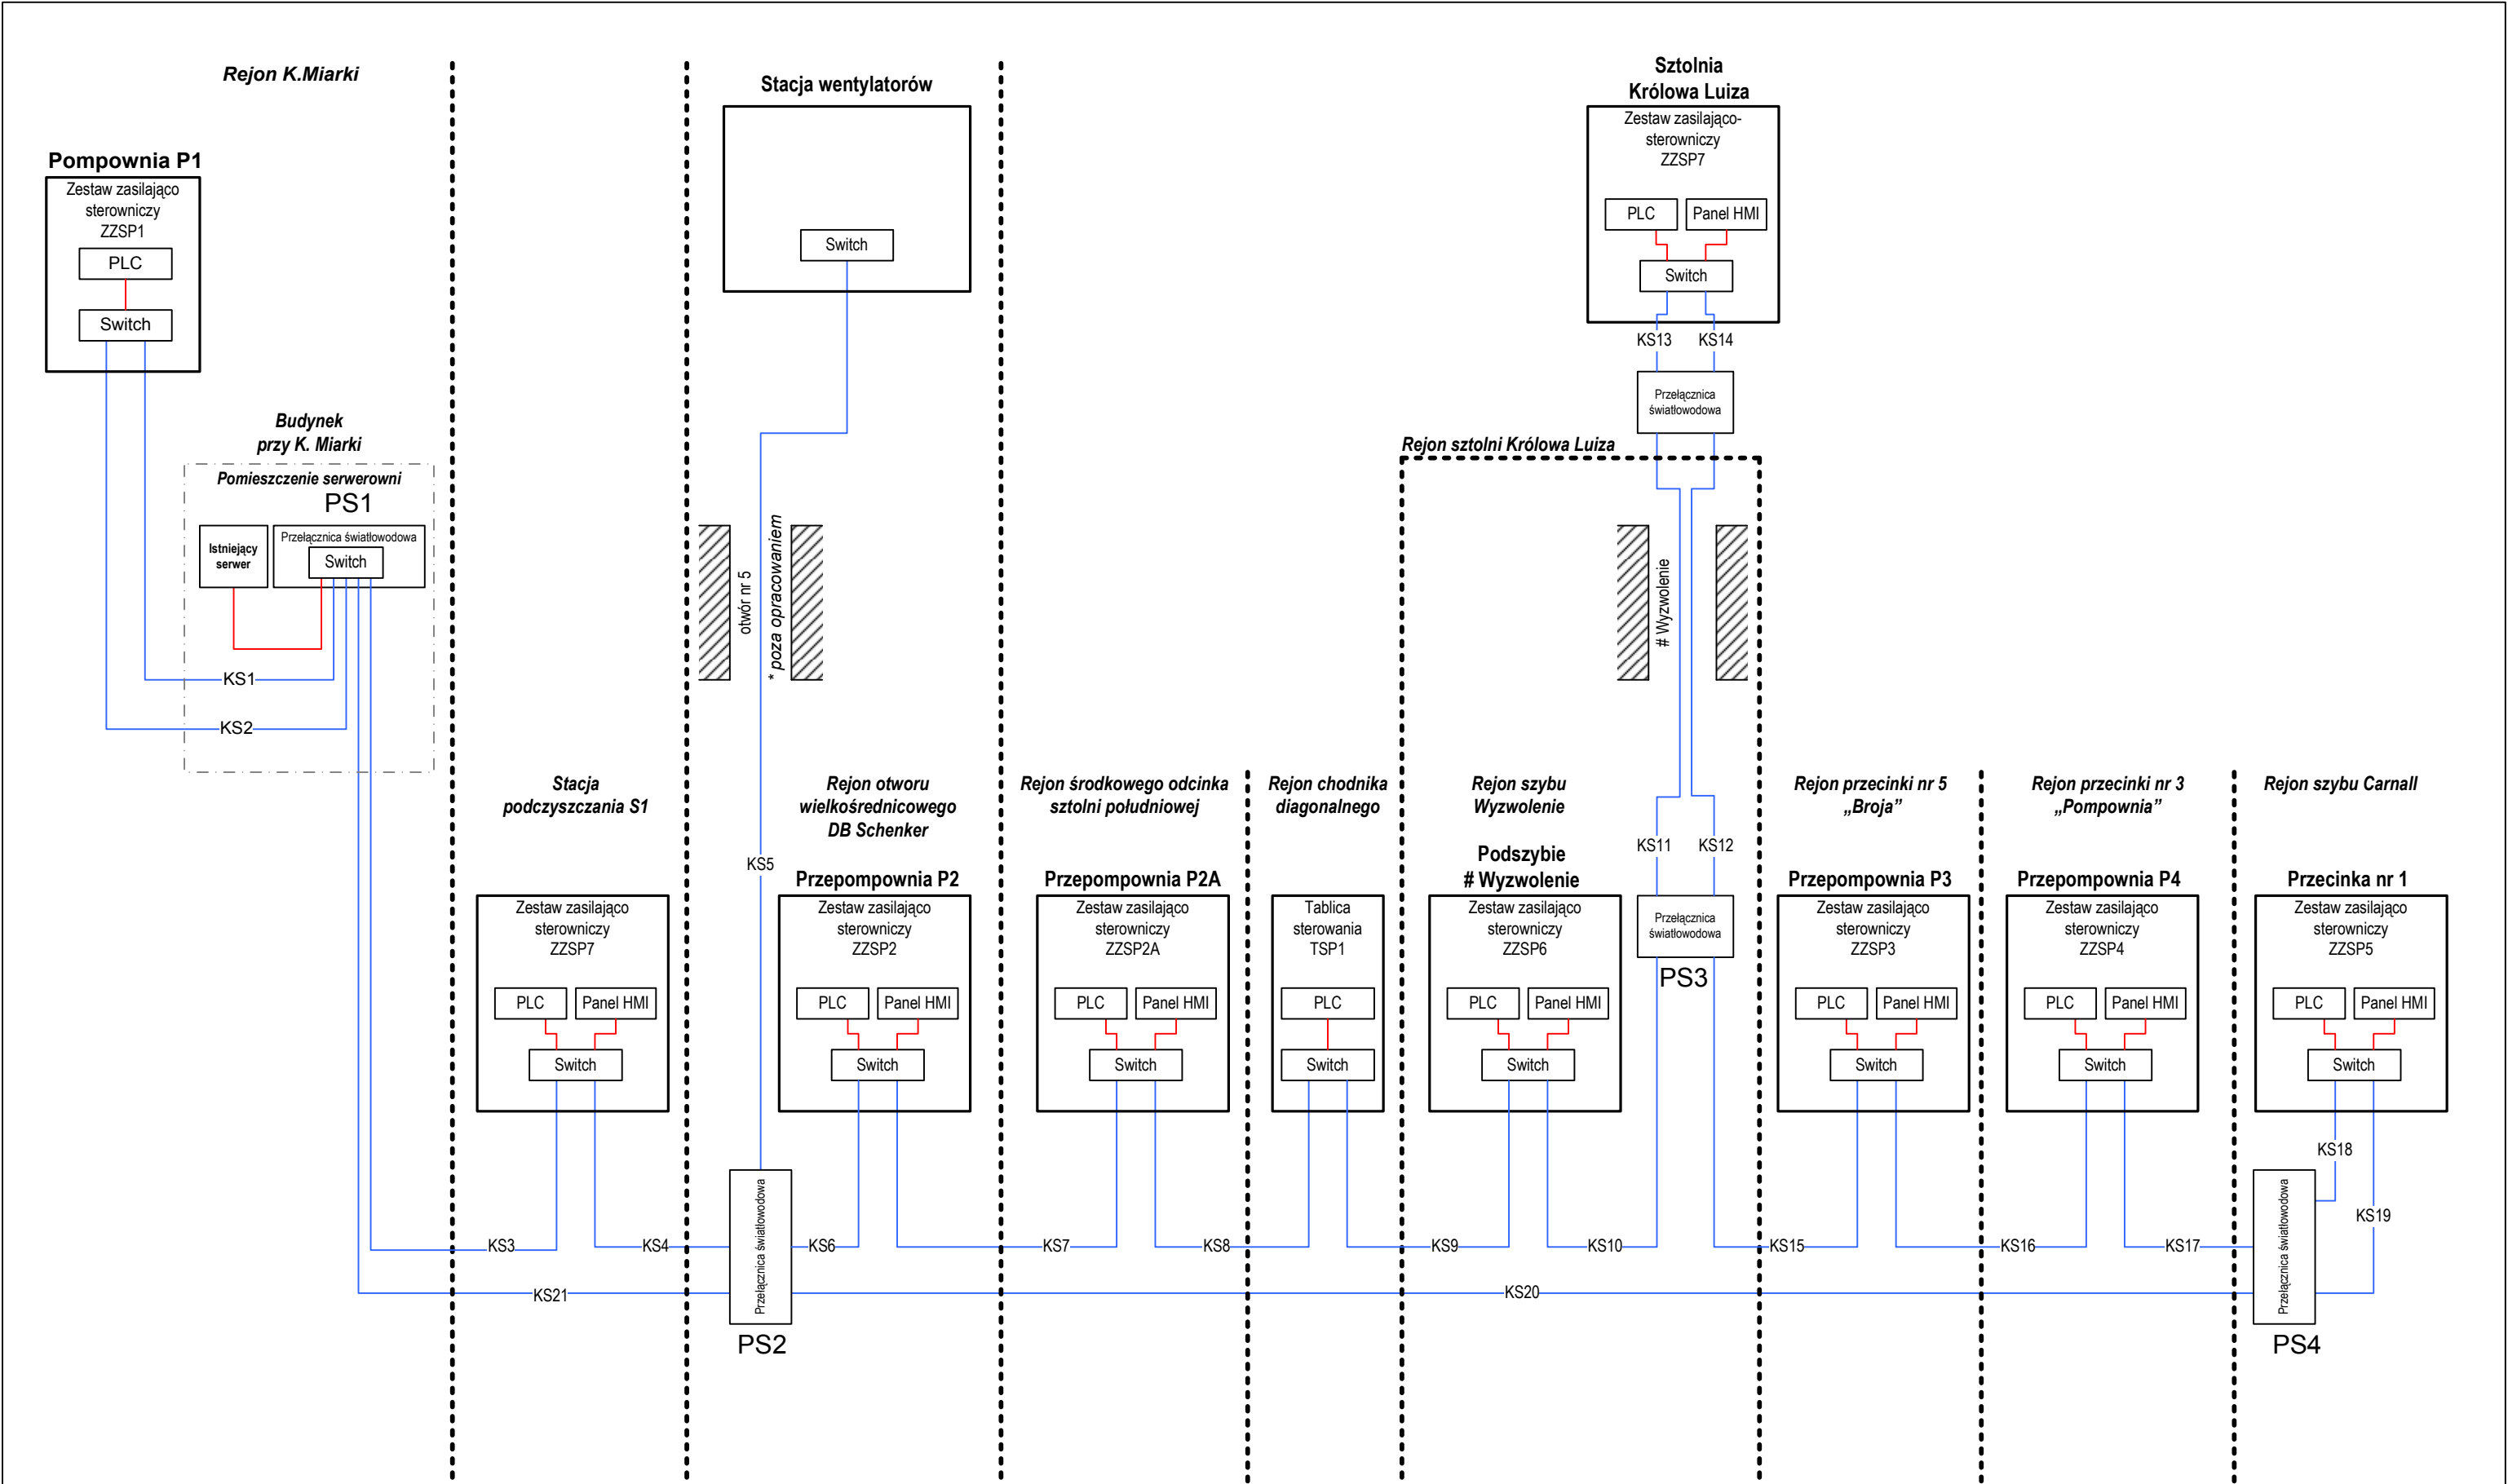 Rejon K.Miarki
Pompownia P1
Zestaw zasilająco
sterowniczy
ZZSP1
PLC
Switch
Budynek
przy K. Miarki
Pomieszczenie serwerowni
PS1
Istniejący
serwer
Przełącznica światłowodowa
Switch
KS1
KS2
Stacja wentylatorów
Switch
otwór nr 5
* poza opracowaniem
KS5
Sztolnia
Królowa Luiza
Zestaw zasilająco-
sterowniczy
ZZSP7
PLC
Panel HMI
Switch
KS13
KS14
Przełącznica
światłowodowa
Rejon sztolni Królowa Luiza
# Wyzwolenie
KS11
KS12
Przełącznica
światłowodowa
PS3
Stacja
podczyszczania S1
Zestaw zasilająco
sterowniczy
ZZSP7
PLC
Panel HMI
Switch
Rejon otworu
wielkośrednicowego
DB Schenker
Przepompownia P2
Zestaw zasilająco
sterowniczy
ZZSP2
PLC
Panel HMI
Switch
Rejon środkowego odcinka
sztolni południowej
Przepompownia P2A
Zestaw zasilająco
sterowniczy
ZZSP2A
PLC
Panel HMI
Switch
Rejon chodnika
diagonalnego
Tablica
sterowania
TSP1
PLC
Switch
Rejon szybu
Wyzwolenie
Podszybie
# Wyzwolenie
Zestaw zasilająco
sterowniczy
ZZSP6
PLC
Panel HMI
Switch
Rejon przecinki nr 5
„Broja”
Przepompownia P3
Zestaw zasilająco
sterowniczy
ZZSP3
PLC
Panel HMI
Switch
Rejon przecinki nr 3
„Pompownia”
Przepompownia P4
Zestaw zasilająco
sterowniczy
ZZSP4
PLC
Panel HMI
Switch
Rejon szybu Carnall
Przecinka nr 1
Zestaw zasilająco
sterowniczy
ZZSP5
PLC
Panel HMI
Switch
KS18
KS19
KS3
KS4
Przełącznica światłowodowa
KS6
KS7
KS8
KS9
KS10
KS15
KS16
KS17
Przełącznica światłowodowa
KS21
KS20
PS2
PS4